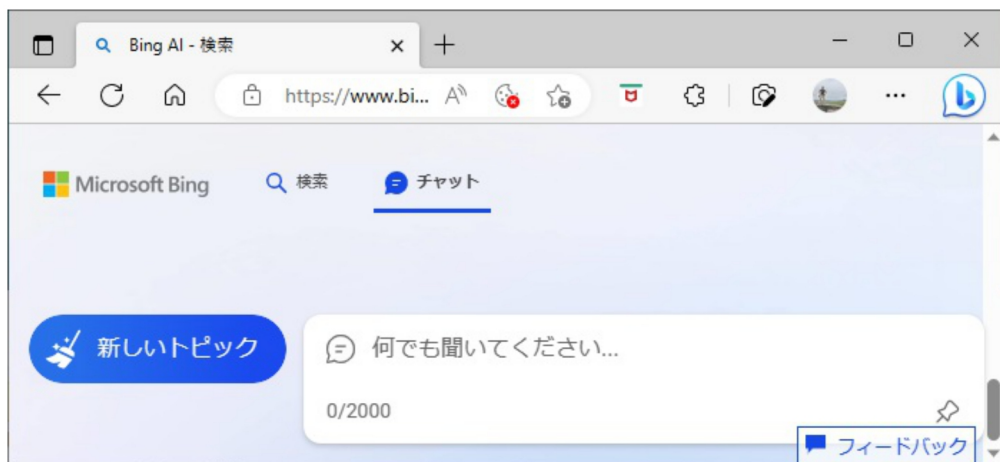 Bing AI - 検索
https://www.bi...
Microsoft Bing 検索 チャット
新しいトピック
何でも聞いてください...
0/2000
フィードバック